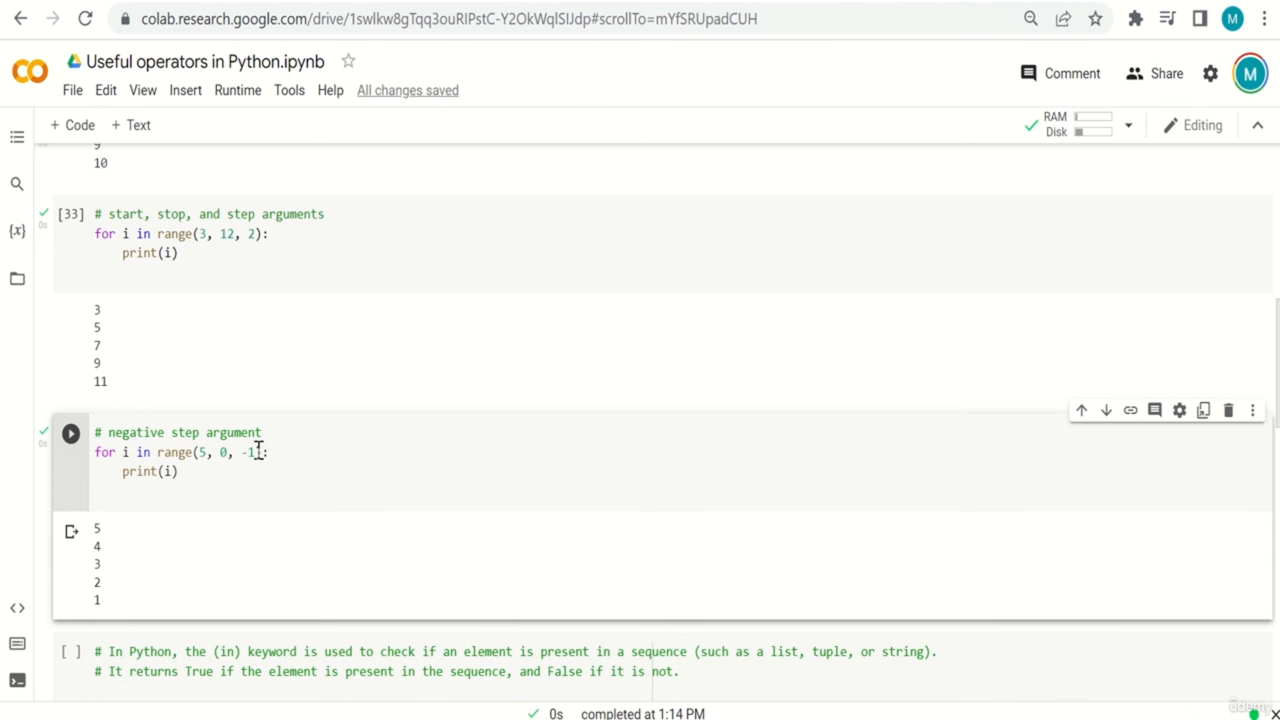 colab.research.google.com/drive/1swlkw8gTqq3ouRIPstC-Y2OkWqlSIJdp#scrollTo=mYfSRUpadCUH
M
CO
Useful operators in Python.ipynb
Comment
Share
M
File Edit View Insert Runtime Tools Help All changes saved
+ Code + Text
RAM
Disk
Editing
9
10
{x}
[33]
0s
# start, stop, and step arguments
for i in range(3, 12, 2):
print(i)
3
5
7
9
11
0s
# negative step argument
for i in range(5, 0, -1):
print(i)
5
4
3
2
1
[ ] # In Python, the (in) keyword is used to check if an element is present in a sequence (such as a list, tuple, or string).
# It returns True if the element is present in the sequence, and False if it is not.
0s completed at 1:14 PM
ûdemy